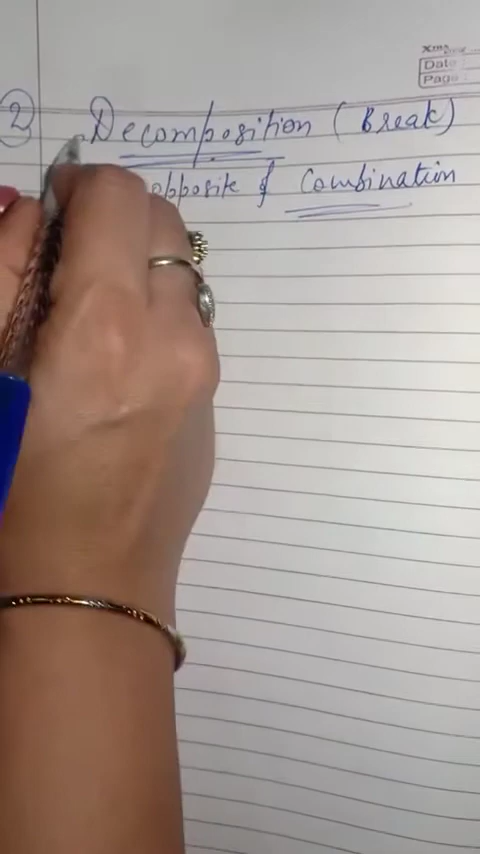 Date
Page
② Decomposition (Break)
opposite of Combination